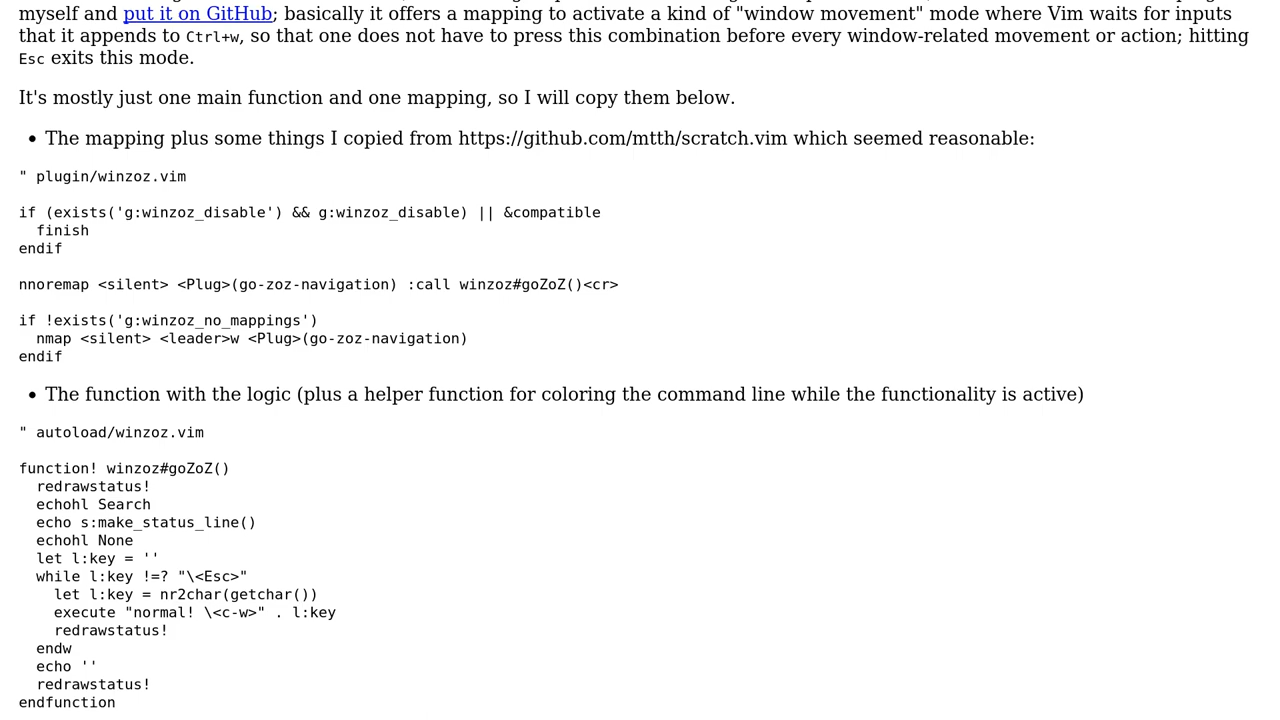 myself and put it on GitHub; basically it offers a mapping to activate a kind of "window movement" mode where Vim waits for inputs
that it appends to Ctrl+w, so that one does not have to press this combination before every window-related movement or action; hitting
Esc exits this mode.
It's mostly just one main function and one mapping, so I will copy them below.
• The mapping plus some things I copied from https://github.com/mtth/scratch.vim which seemed reasonable:
" plugin/winzoz.vim
if (exists('g:winzoz_disable') && g:winzoz_disable) || &compatible
  finish
endif
nnoremap <silent> <Plug>(go-zoz-navigation) :call winzoz#goZoZ()<cr>
if !exists('g:winzoz_no_mappings')
  nmap <silent> <leader>w <Plug>(go-zoz-navigation)
endif
• The function with the logic (plus a helper function for coloring the command line while the functionality is active)
" autoload/winzoz.vim
function! winzoz#goZoZ()
  redrawstatus!
  echohl Search
  echo s:make_status_line()
  echohl None
  let l:key = ''
  while l:key !=? "\<Esc>"
    let l:key = nr2char(getchar())
    execute "normal! \<c-w>" . l:key
    redrawstatus!
  endw
  echo ''
  redrawstatus!
endfunction